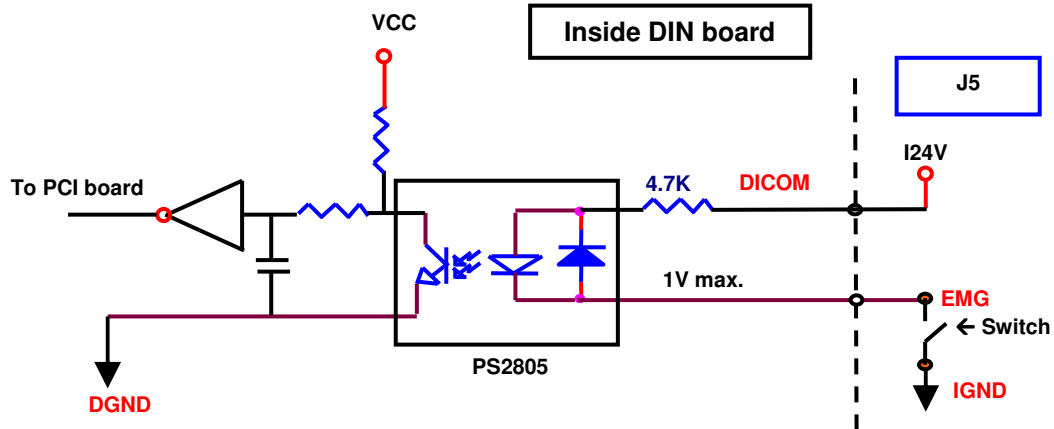 VCC
Inside DIN board
J5
I24V
To PCI board
4.7K
DICOM
1V max.
EMG
← Switch
PS2805
DGND
IGND